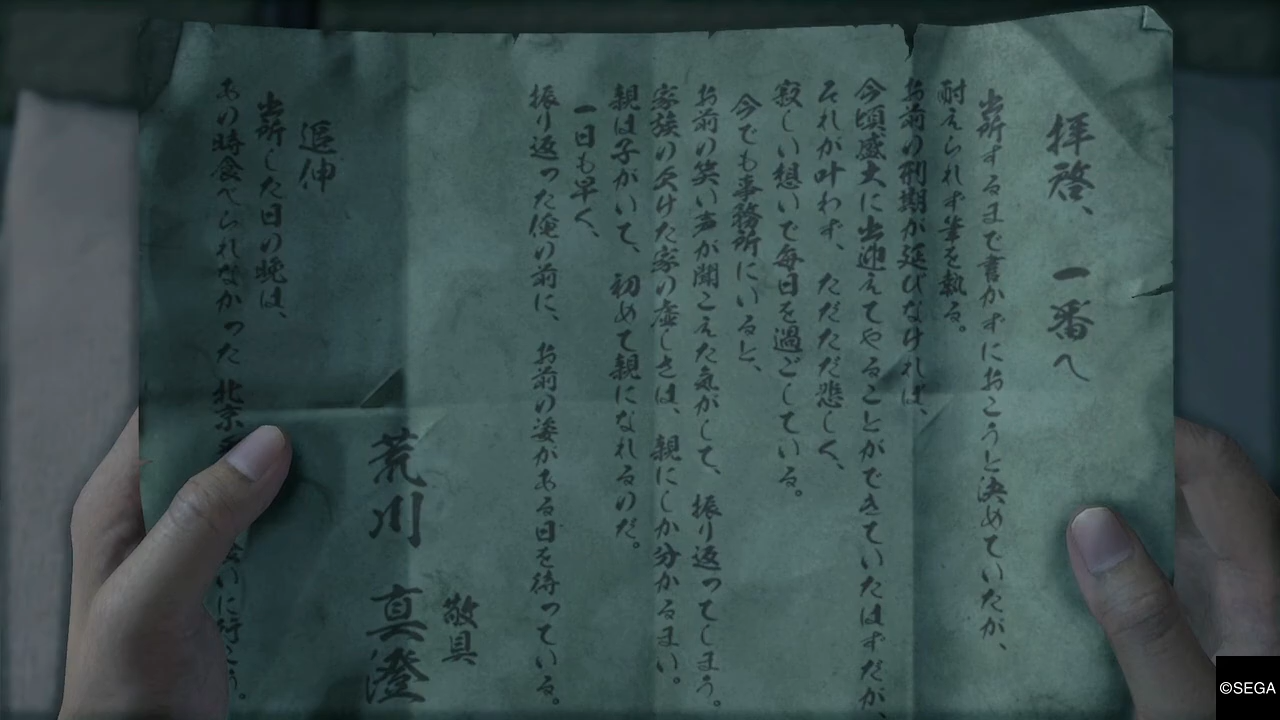 拝啓、一番へ
出所するまで書かずにおこうと決めていたが、
耐えられず筆を執る。
お前の刑期が延びなければ、
今頃盛大に出迎えてやることができていたはずだが、
それが叶わず、ただただ悲しく、
寂しい想いで毎日を過ごしている。
今でも事務所にいると、
お前の笑い声が聞こえた気がして、振り返ってしまう。
家族の欠けた家の虚しさは、親にしか分かるまい。
親は子がいて、初めて親になれるのだ。
一日も早く、
振り返った俺の前に、お前の姿がある日を待っている。
敬具
荒川 真澄
追伸
出所した日の晩は、
あの時食べられなかった北京 いに行こう。
©SEGA